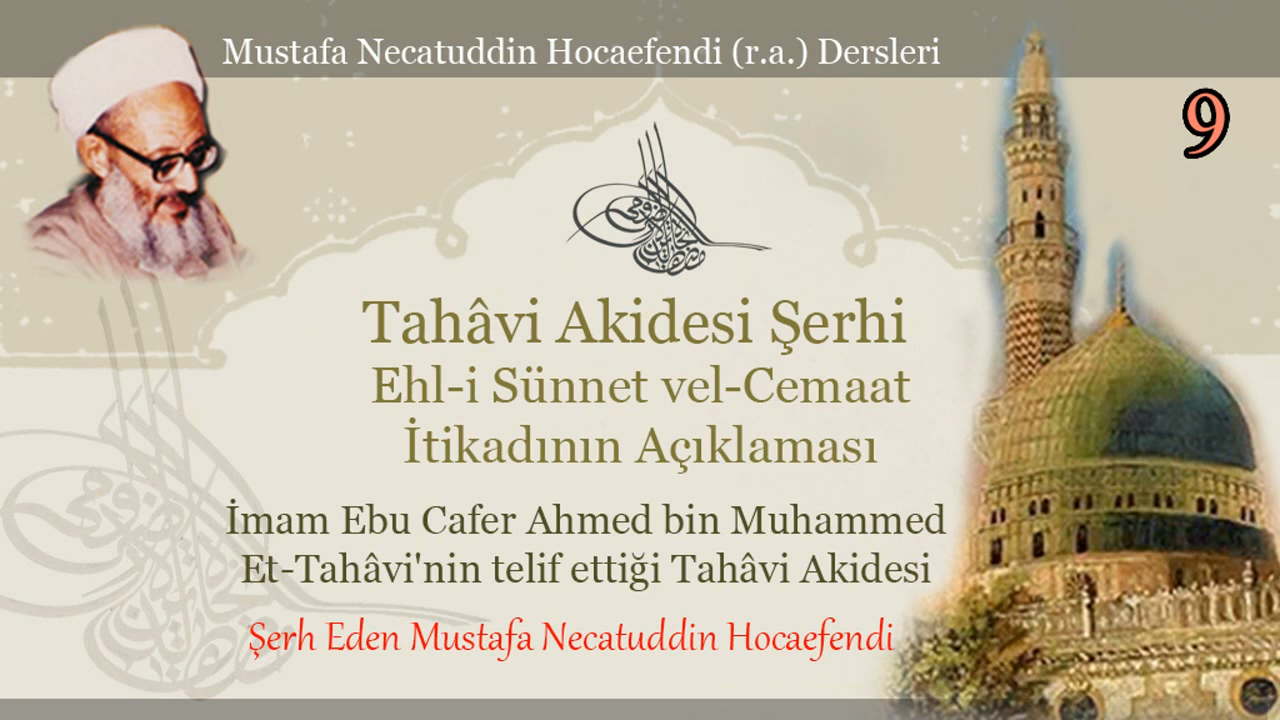 Mustafa Necatuddin Hocaefendi (r.a.) Dersleri
9
Tahâvi Akidesi Şerhi
Ehl-i Sünnet vel-Cemaat
İtikadının Açıklaması
İmam Ebu Cafer Ahmed bin Muhammed
Et-Tahâvi'nin telif ettiği Tahâvi Akidesi
Şerh Eden Mustafa Necatuddin Hocaefendi